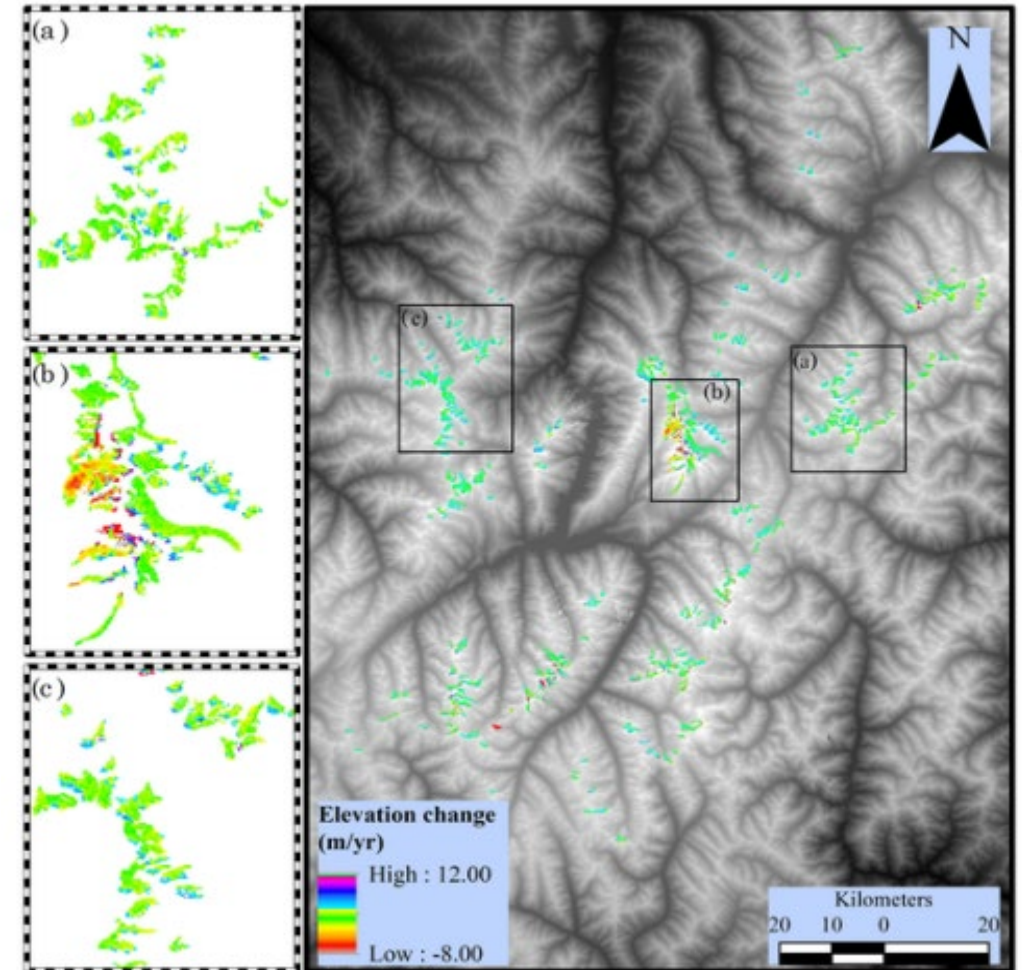 (a )
(b )
(c )
N
(c)
(b)
(a)
Elevation change
(m/yr)
High : 12.00
Low : -8.00
Kilometers
20 10 0 20